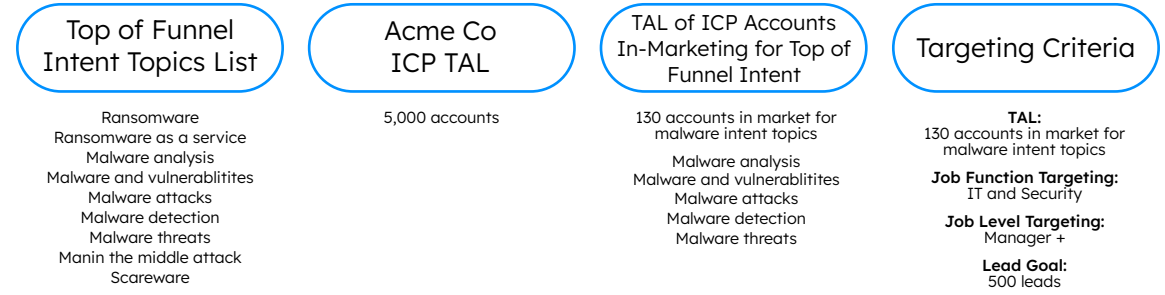 Top of Funnel
Intent Topics List
Ransomware
Ransomware as a service
Malware analysis
Malware and vulnerablitites
Malware attacks
Malware detection
Malware threats
Manin the middle attack
Scareware
Acme Co
ICP TAL
5,000 accounts
TAL of ICP Accounts
In-Marketing for Top of
Funnel Intent
130 accounts in market for
malware intent topics
Malware analysis
Malware and vulnerablitites
Malware attacks
Malware detection
Malware threats
Targeting Criteria
TAL:
130 accounts in market for
malware intent topics
Job Function Targeting:
IT and Security
Job Level Targeting:
Manager +
Lead Goal:
500 leads